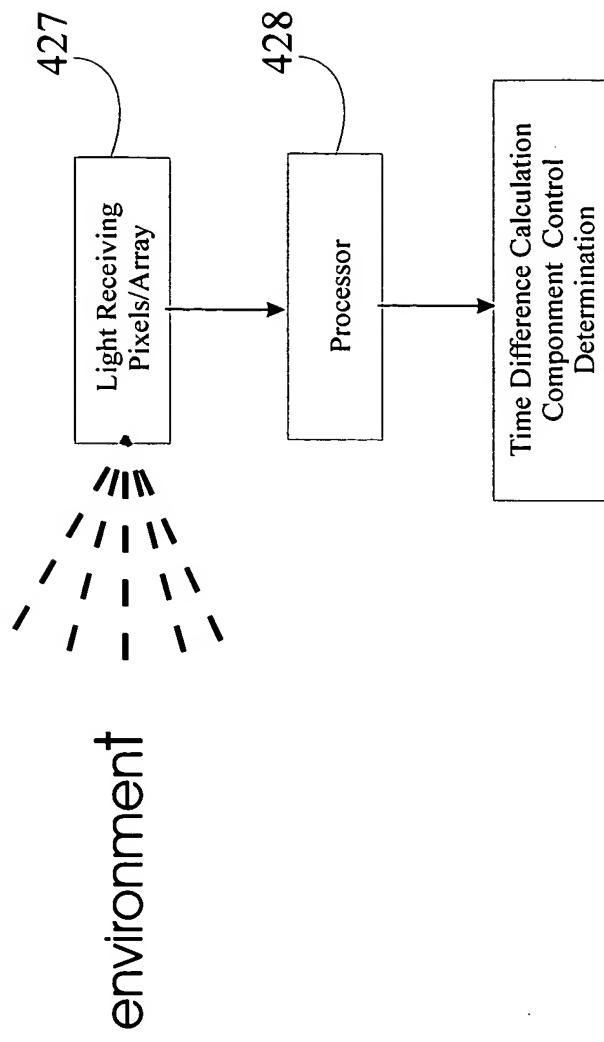 environment
427
Light Receiving
Pixels/Array
428
Processor
Time Difference Calculation
Componment Control
Determination